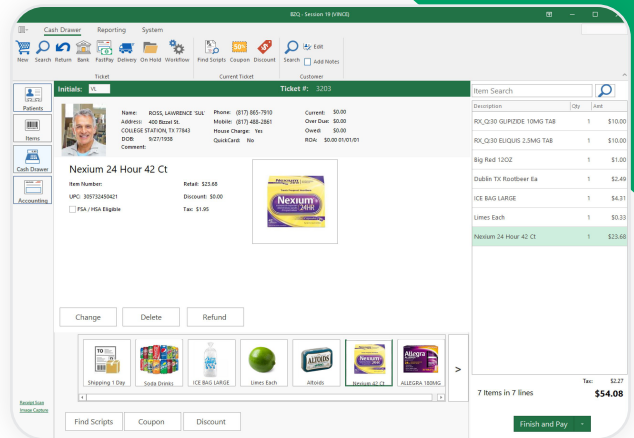 BZQ - Session 19 (VINCE)
Cash Drawer Reporting System
New Search Return Bank FastPay Delivery On Hold Workflow Find Scripts Coupon Discount Search Edit
Add Notes
Ticket Current Ticket Customer
Initials: VL Ticket #: 3203
Patients
Items
Cash Drawer
Accounting
Receipt Scan
Image Capture
Name: ROSS, LAWRENCE 'SUL' Phone: (817) 865-7910 Current: $0.00
Address: 400 Bizzel St. Mobile: (817) 488-2861 Over Due: $0.00
COLLEGE STATION, TX 77843 House Charge: Yes Owed: $0.00
DOB: 9/27/1938 QuickCard: No ROA: $0.00 01/01/01
Comment:
Nexium 24 Hour 42 Ct
Item Number: Retail: $23.68
UPC: 305732450421 Discount: $0.00
FSA / HSA Eligible Tax: $1.95
Nexium
24HR
Change Delete Refund
Shipping 1 Day Soda Drinks ICE BAG LARGE Limes Each Altoids Nexium 42 Ct ALLEGRA 180MG
ALTOIDS
Nexium
Allegra
>
Find Scripts Coupon Discount
Item Search
Description Qty Amt
RX_Q:30 GLIPIZIDE 10MG TAB 1 $10.00
RX_Q:30 ELIQUIS 2.5MG TAB 1 $10.00
Big Red 12OZ 1 $1.00
Dublin TX Rootbeer Ea 1 $2.49
ICE BAG LARGE 1 $4.31
Limes Each 1 $0.33
Nexium 24 Hour 42 Ct 1 $23.68
Tax: $2.27
7 Items in 7 lines $54.08
Finish and Pay